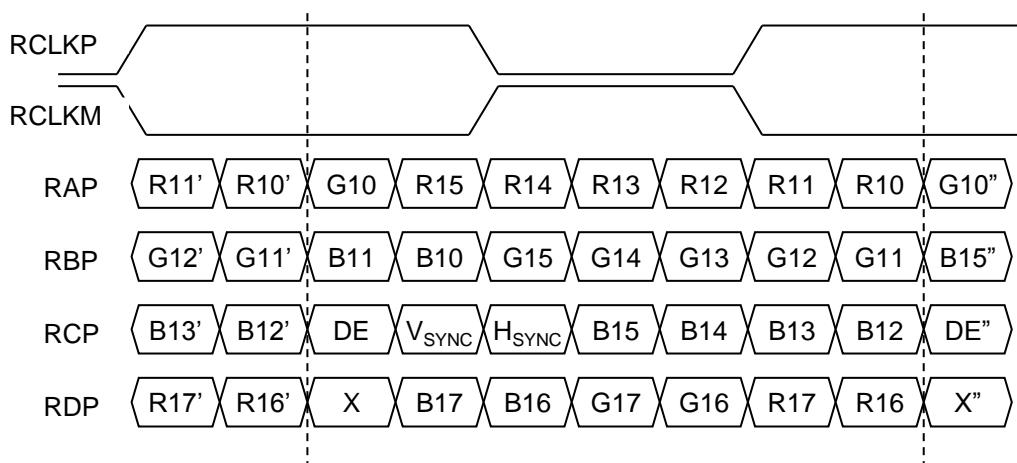 RCLKP
RCLKM
RAP R11’ R10’ G10 R15 R14 R13 R12 R11 R10 G10”
RBP G12’ G11’ B11 B10 G15 G14 G13 G12 G11 B15”
RCP B13’ B12’ DE VSYNC HSYNC B15 B14 B13 B12 DE”
RDP R17’ R16’ X B17 B16 G17 G16 R17 R16 X”